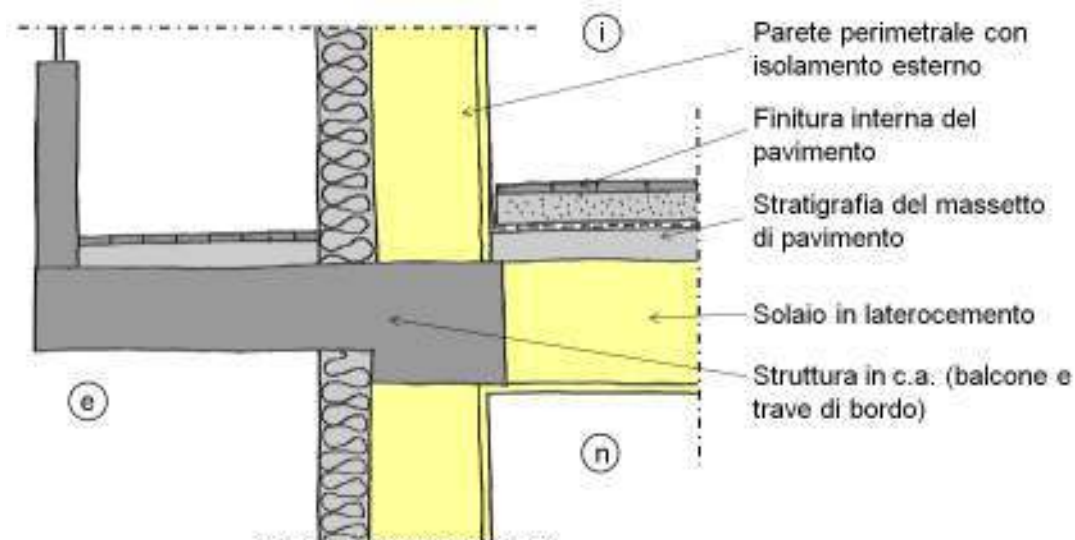 i
Parete perimetrale con
isolamento esterno
Finitura interna del
pavimento
Stratigrafia del massetto
di pavimento
Solaio in laterocemento
Struttura in c.a. (balcone e
trave di bordo)
e
n